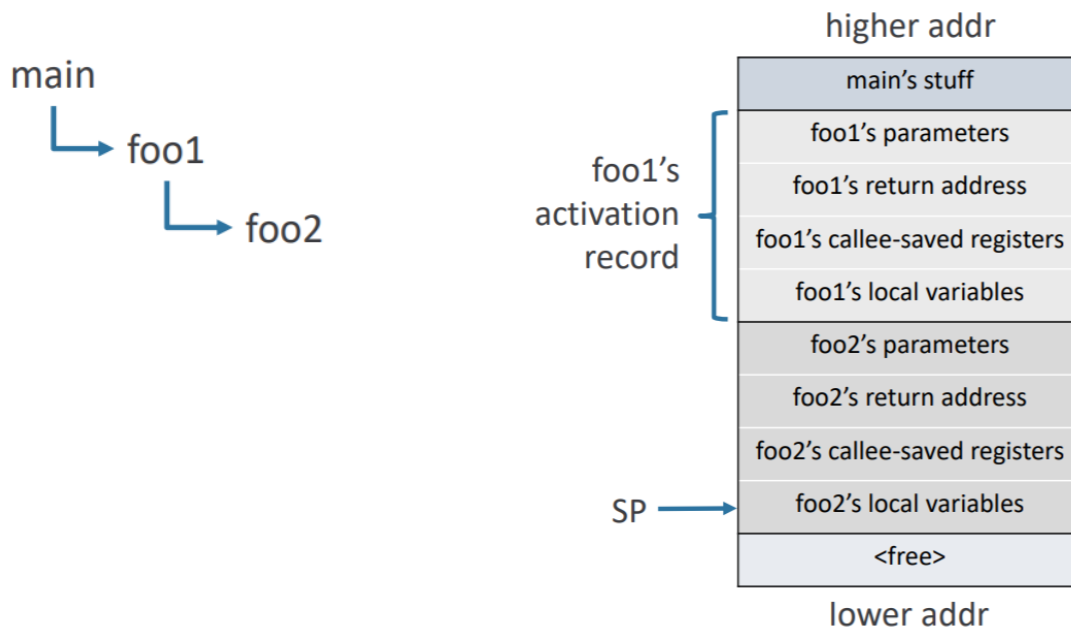 main
foo1
foo2
higher addr
main’s stuff
foo1’s parameters
foo1’s return address
foo1’s callee-saved registers
foo1’s local variables
foo2’s parameters
foo2’s return address
foo2’s callee-saved registers
foo2’s local variables
<free>
lower addr
foo1’s
activation
record
SP